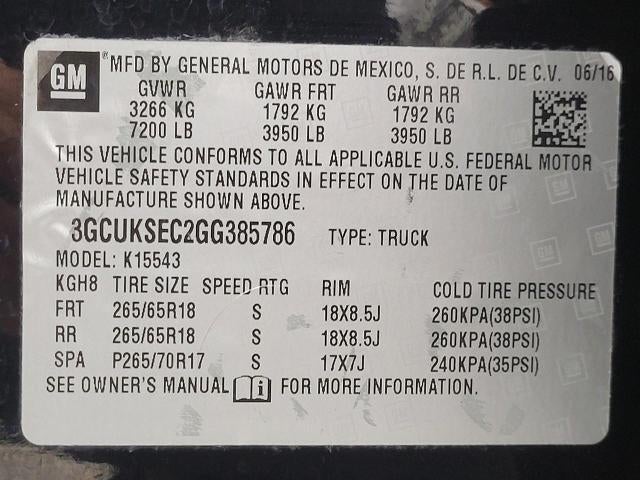 GM ® MFD BY GENERAL MOTORS DE MEXICO, S. DE R.L. DE C.V. 06/16
GVWR GAWR FRT GAWR RR
3266 KG 1792 KG 1792 KG
7200 LB 3950 LB 3950 LB
THIS VEHICLE CONFORMS TO ALL APPLICABLE U.S. FEDERAL MOTOR
VEHICLE SAFETY STANDARDS IN EFFECT ON THE DATE OF
MANUFACTURE SHOWN ABOVE.
3GCUKSEC2GG385786 TYPE: TRUCK
MODEL: K15543
KGH8 TIRE SIZE SPEED RTG RIM COLD TIRE PRESSURE
FRT 265/65R18 S 18X8.5J 260KPA(38PSI)
RR 265/65R18 S 18X8.5J 260KPA(38PSI)
SPA P265/70R17 S 17X7J 240KPA(35PSI)
SEE OWNER'S MANUAL i FOR MORE INFORMATION.